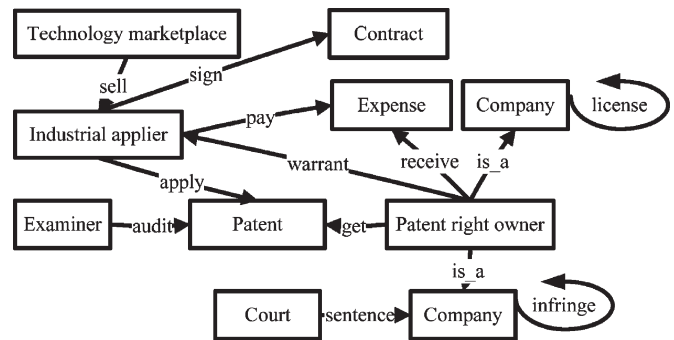 Technology marketplace
Contract
sell
sign
Industrial applier
pay
Expense
Company
license
warrant
receive
is_a
apply
Examiner
audit
Patent
get
Patent right owner
is_a
Court
sentence
Company
infringe